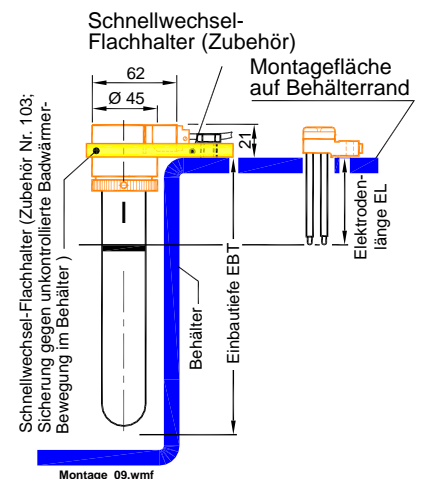 Schnellwechsel-
Flachhalter (Zubehör)
62
Ø 45
Montagefläche
auf Behälterrand
21
Schnellwechsel-Flachhalter (Zubehör Nr. 103;
Sicherung gegen unkontrollierte Badwärmer-
Bewegung im Behälter )
Behälter
Einbautiefe EBT
Elektroden-
länge EL
Montage_09.wmf